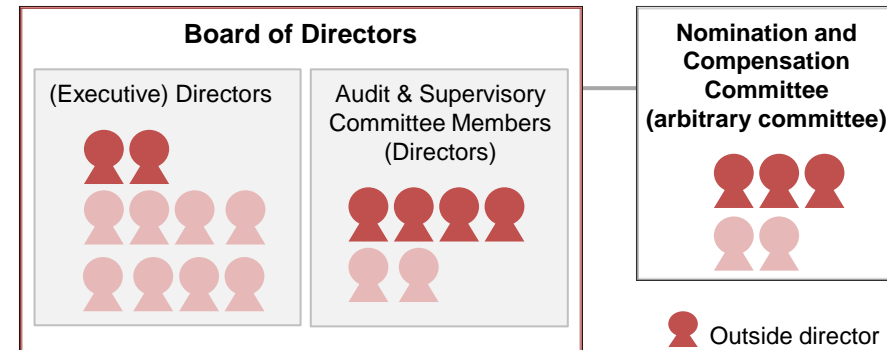 Board of Directors
(Executive) Directors
Audit & Supervisory
Committee Members
(Directors)
Nomination and
Compensation
Committee
(arbitrary committee)
Outside director